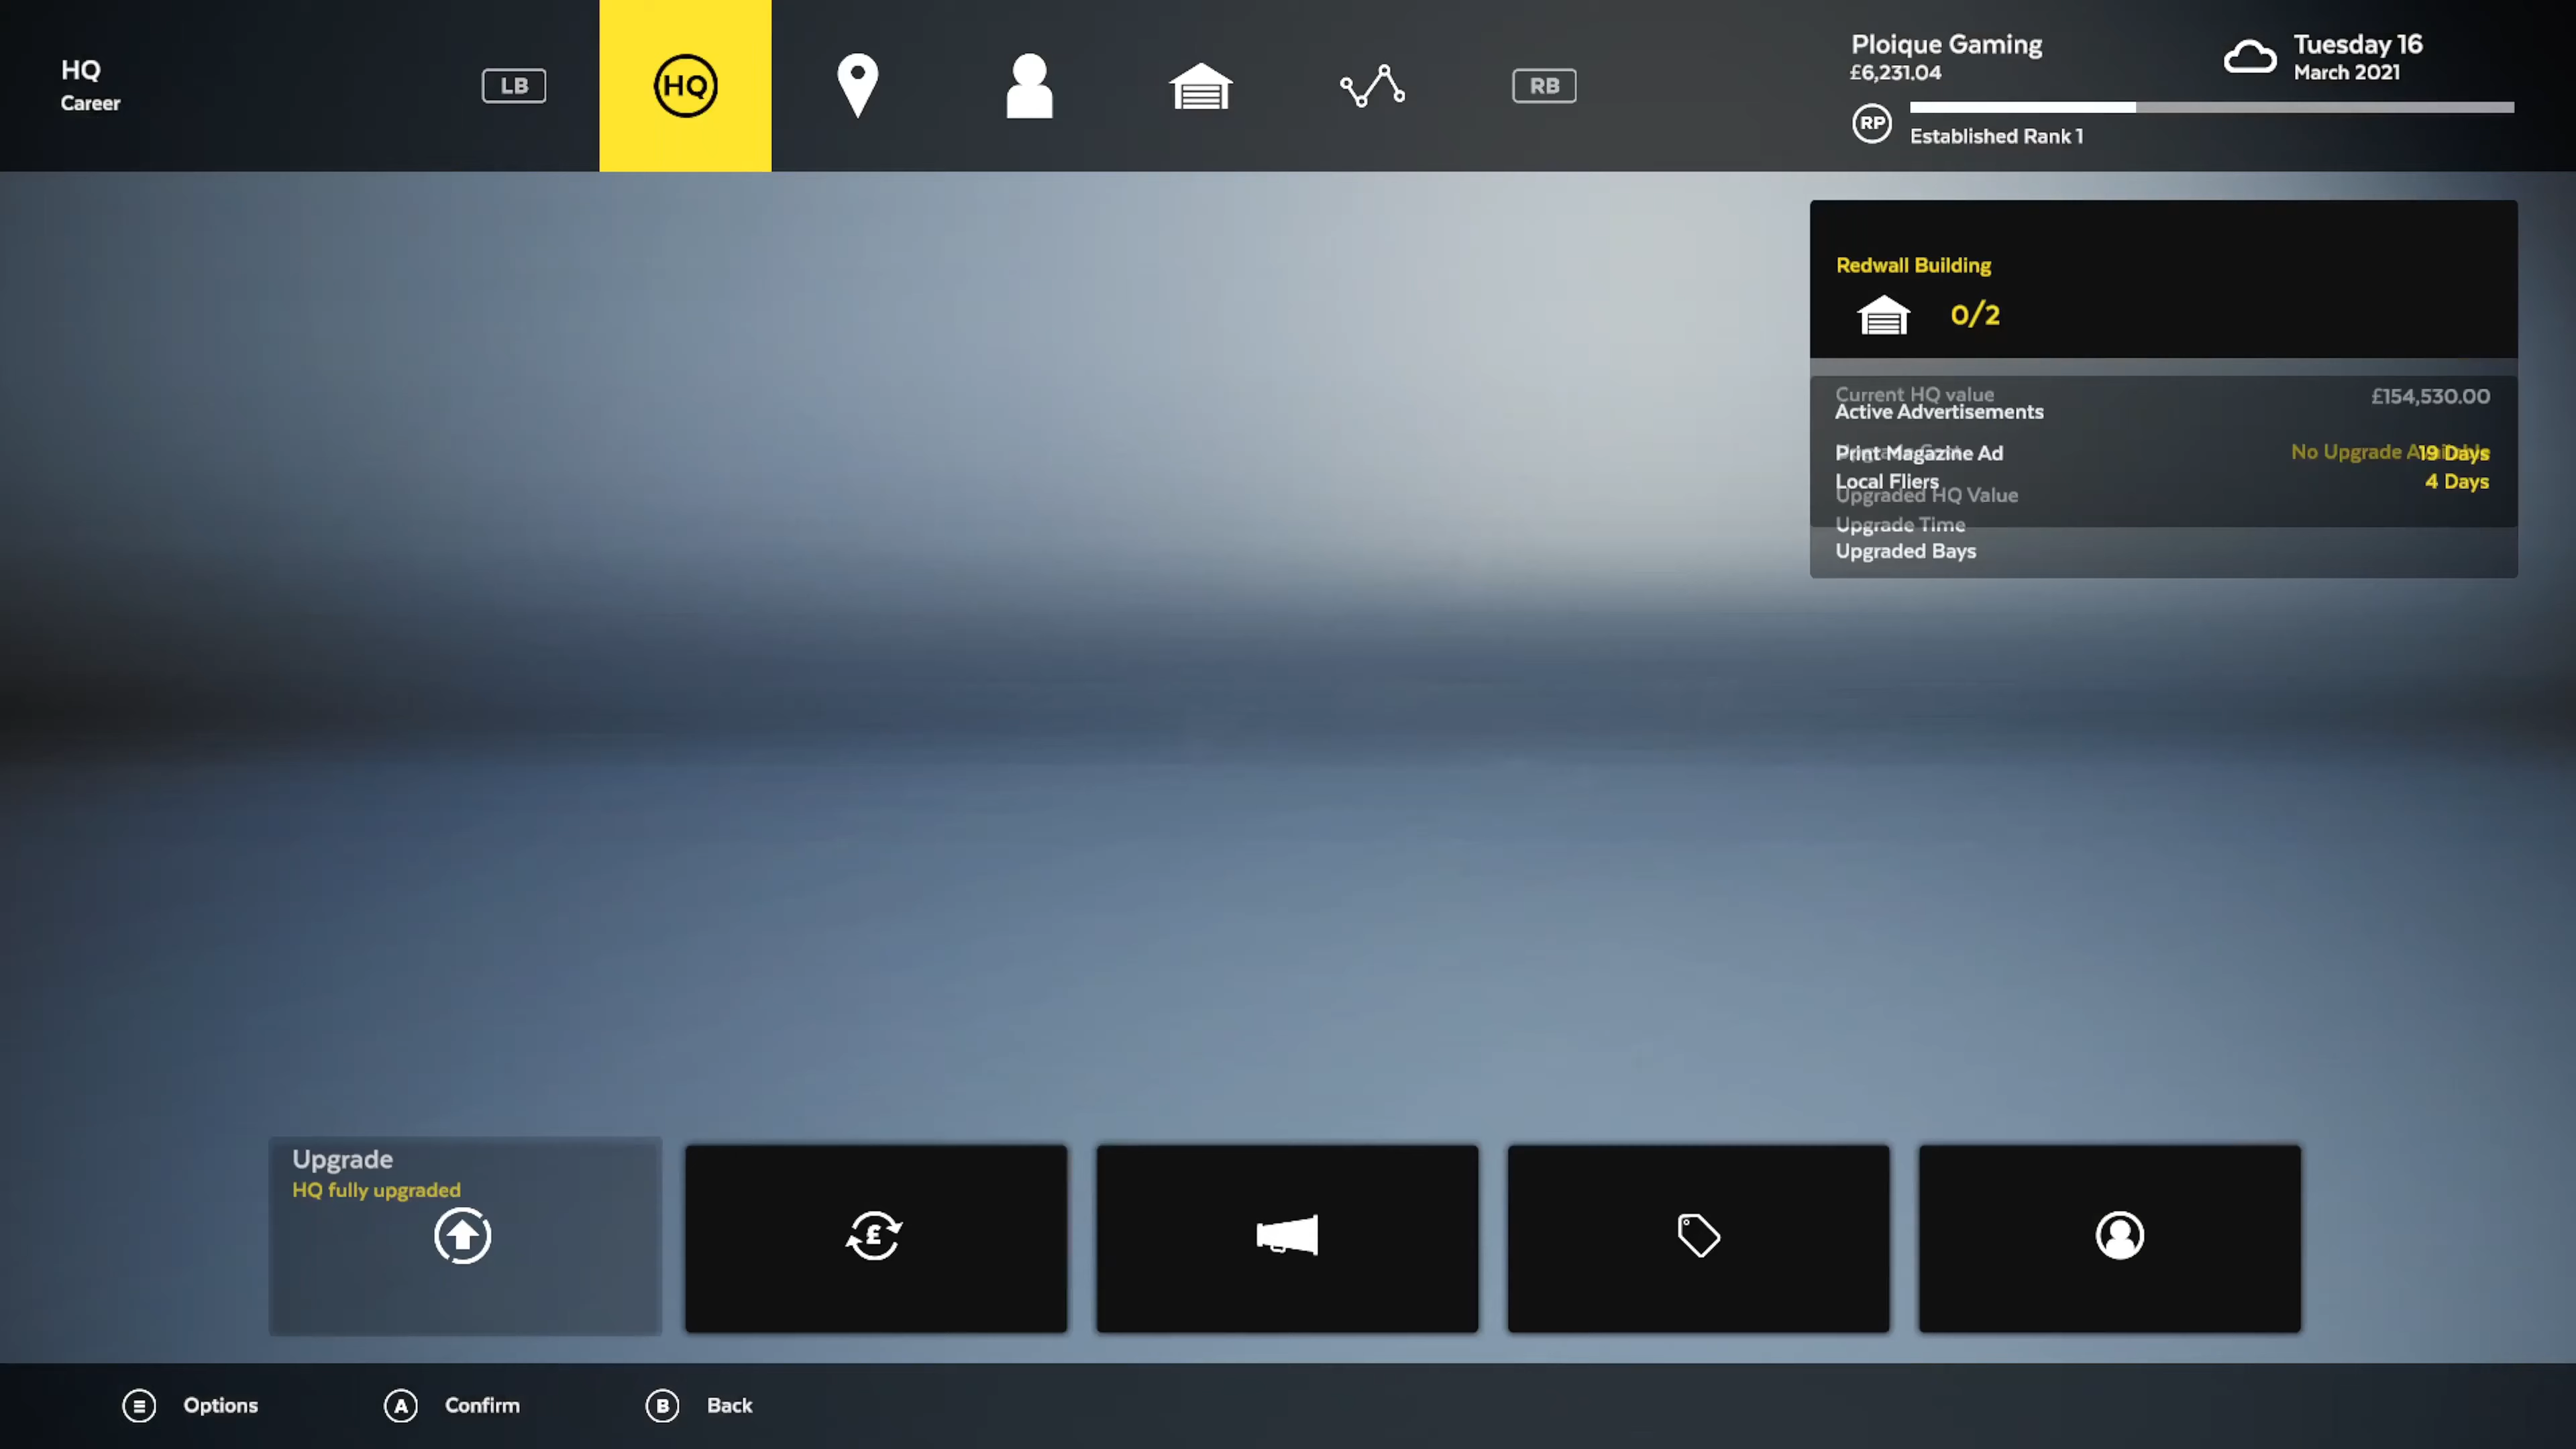 HQ
Career
LB
HQ
RB
Ploique Gaming
£6,231.04
Tuesday 16
March 2021
RP
Established Rank 1
Redwall Building
0/2
Current HQ value £154,530.00
Active Advertisements
Print Magazine Ad 19 Days
No Upgrade
Local Fliers 4 Days
Upgraded HQ Value
Upgrade Time
Upgraded Bays
Upgrade
HQ fully upgraded
£
Options
A Confirm
B Back